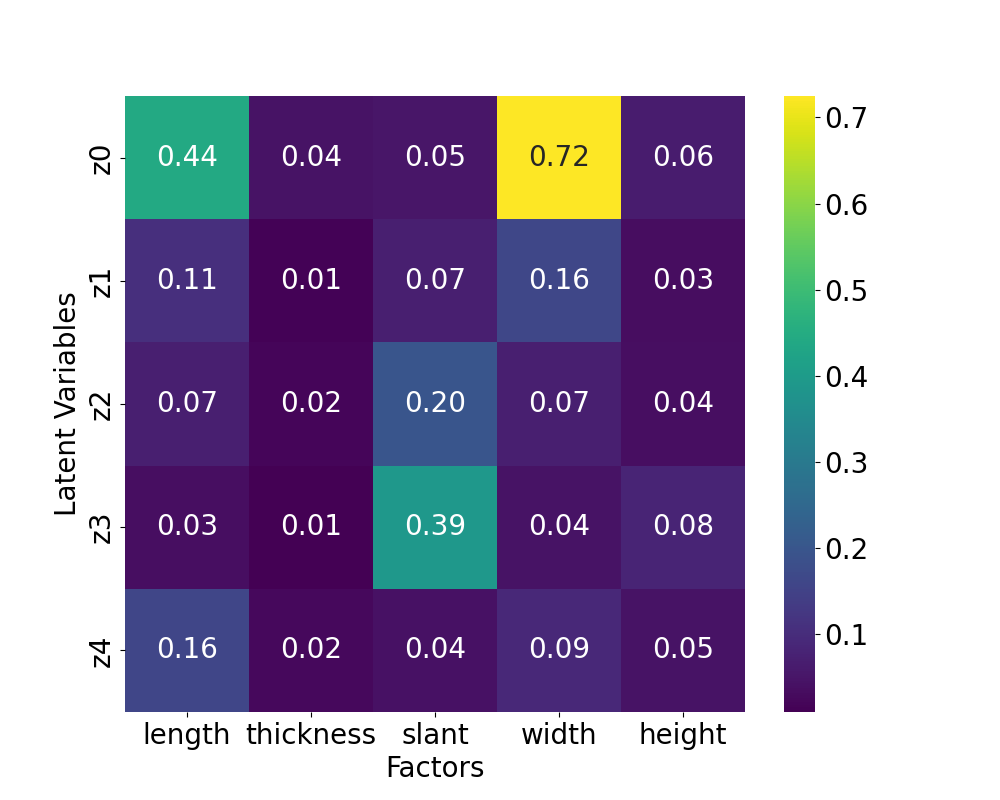 z0 0.44 0.04 0.05 0.72 0.06
z1 0.11 0.01 0.07 0.16 0.03
z2 0.07 0.02 0.20 0.07 0.04
z3 0.03 0.01 0.39 0.04 0.08
z4 0.16 0.02 0.04 0.09 0.05
length thickness slant width height
Factors
Latent Variables
0.7
0.6
0.5
0.4
0.3
0.2
0.1